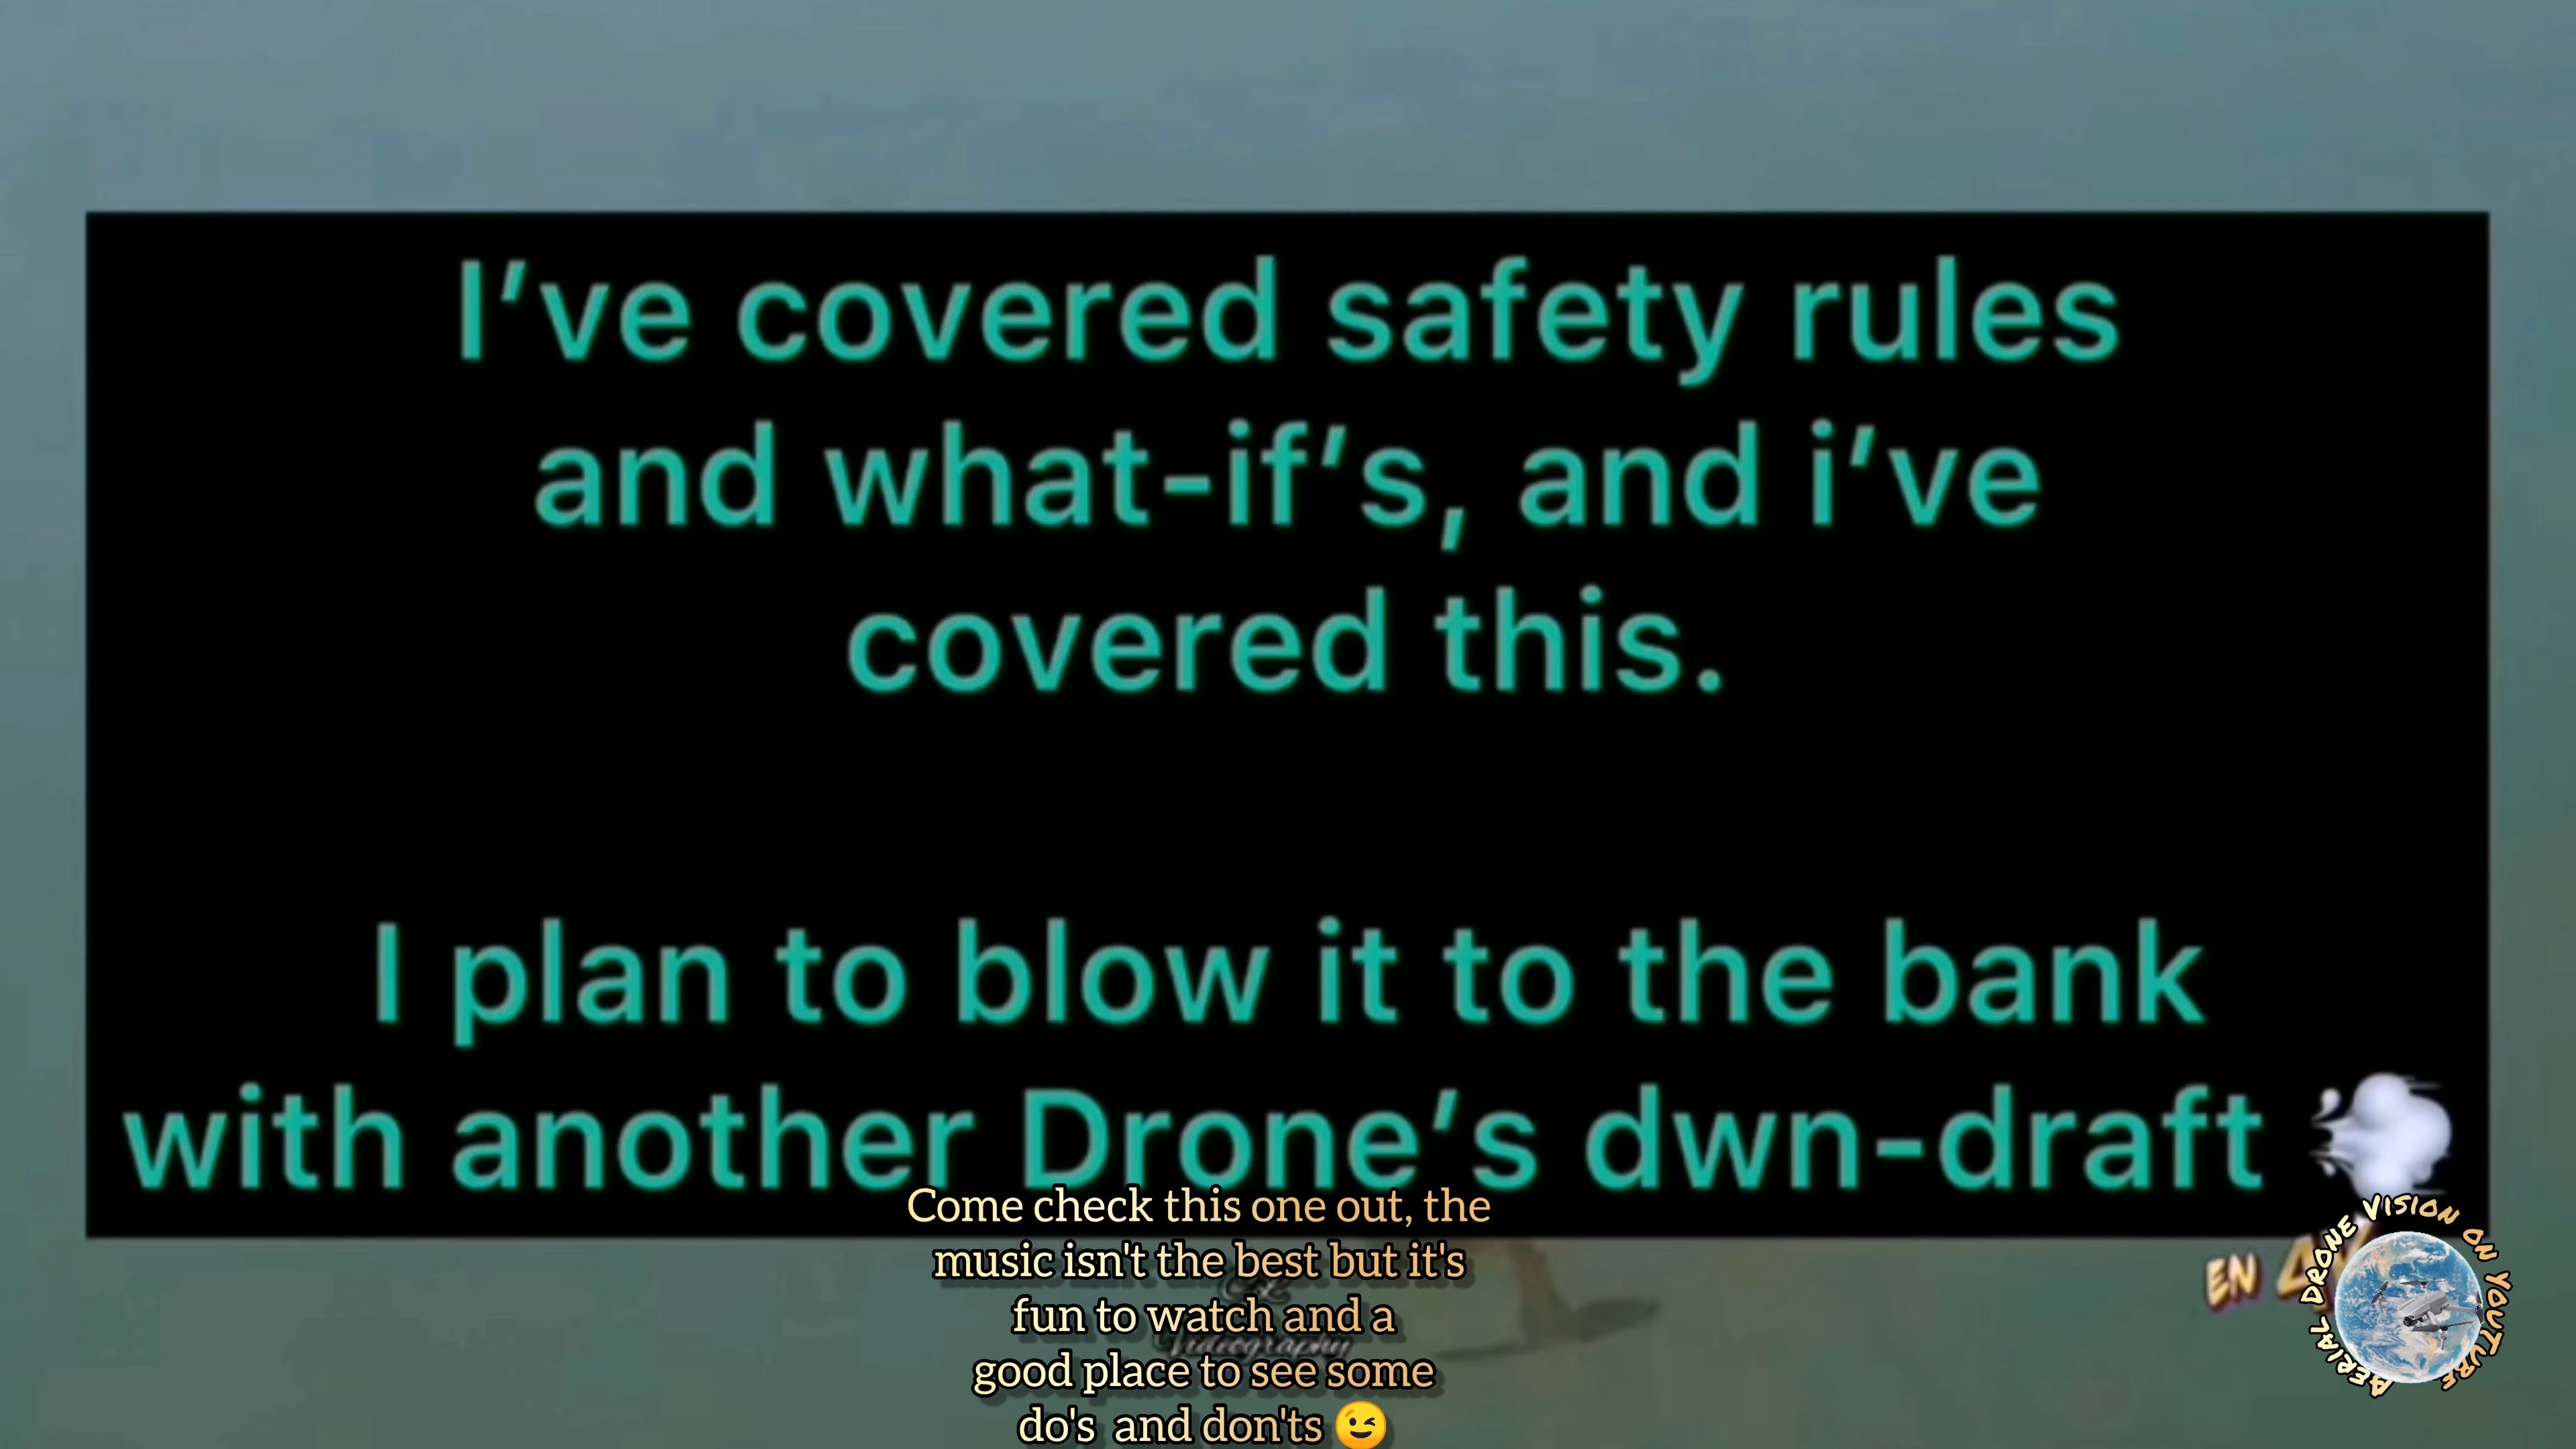 I've covered safety rules
and what-if's, and i've
covered this.
I plan to blow it to the bank
with another Drone's dwn-draft 💨
Come check this one out, the
music isn't the best but it's
fun to watch and a
good place to see some
do's and don'ts 😉
Videography
EN
AERIAL DRONE VISION ON YOUTUBE